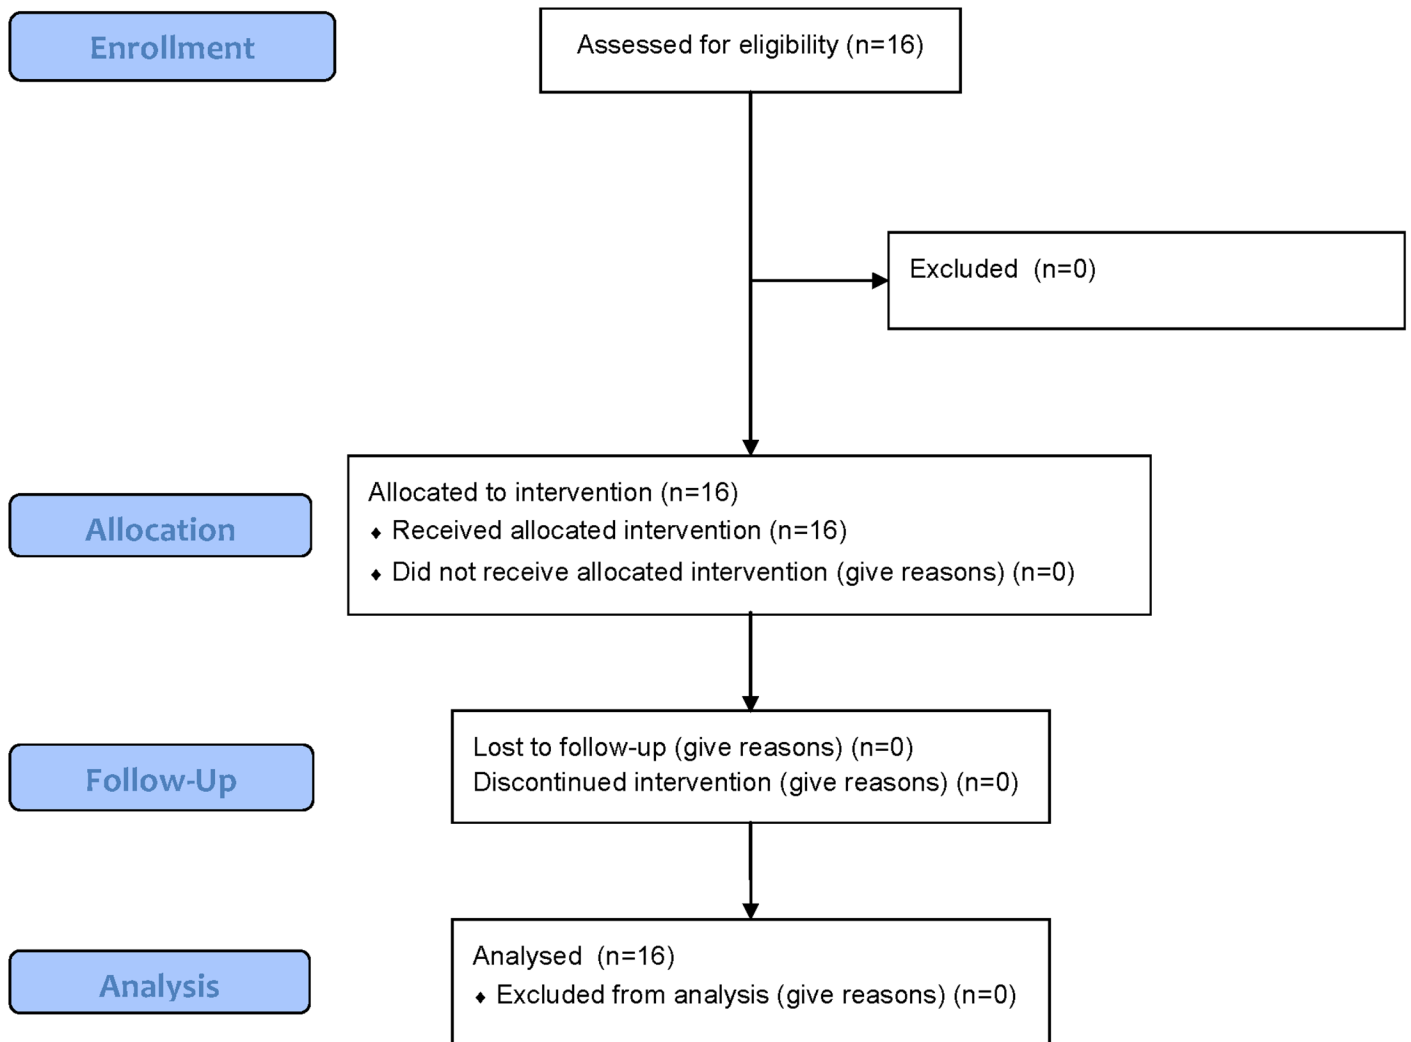 Enrollment
Assessed for eligibility (n=16)
Excluded  (n=0)
Allocation
Allocated to intervention (n=16)
⬧ Received allocated intervention (n=16)
⬧ Did not receive allocated intervention (give reasons) (n=0)
Follow-Up
Lost to follow-up (give reasons) (n=0)
Discontinued intervention (give reasons) (n=0)
Analysis
Analysed  (n=16)
⬧ Excluded from analysis (give reasons) (n=0)